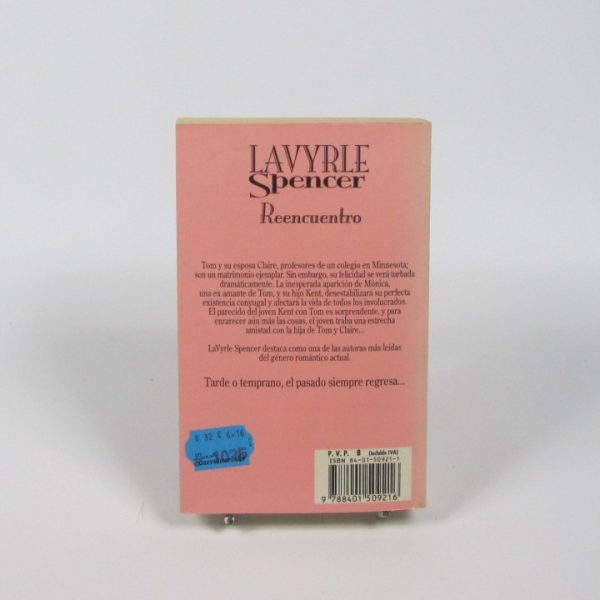 LAVYRLE
Spencer
Reencuentro
Tom y su esposa Claire, profesores de un colegio en Minnesota;
son un matrimonio ejemplar. Sin embargo, su felicidad se verá turbada
dramáticamente. La inesperada aparición de Mónica,
una ex amante de Tom, y su hijo Kent, desestabilizará su perfecta
existencia conyugal y afectará la vida de todos los involucrados.
El parecido del joven Kent con Tom es sorprendente, y para
enrarecer aún más las cosas, el joven traba una estrecha
amistad con la hija de Tom y Claire...
LaVyrle Spencer destaca como una de las autoras más leídas
del género romántico actual.
Tarde o temprano, el pasado siempre regresa...
32 € 6.16
1025
P.V.P. B (Incluido IVA)
ISBN 84-01-50921-1
9 788401 509216